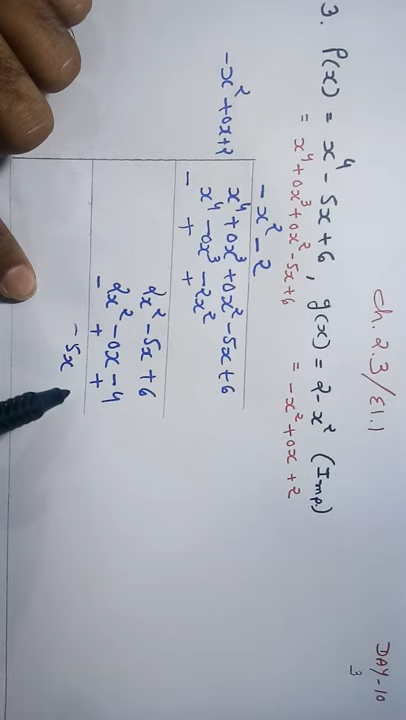 Ch. 2.3/E1.1
DAY-10
3
3. P(x) = x⁴ - 5x + 6, g(x) = 2 - x² (Imp.)
= x⁴ + 0x³ + 0x² - 5x + 6 = -x² + 0x + 2
-x² - 2
-x² + 0x + 2 x⁴ + 0x³ + 0x² - 5x + 6
x⁴ - 0x³ - 2x²
- + +
2x² - 5x + 6
2x² - 0x - 4
- + +
-5x